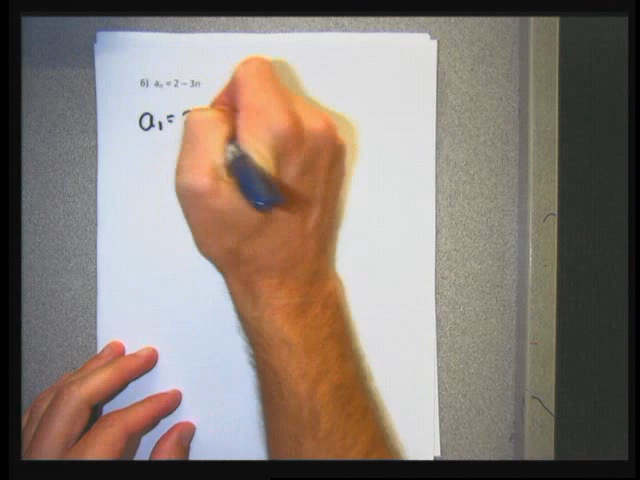 6) aₙ = 2 − 3n
a₁ =